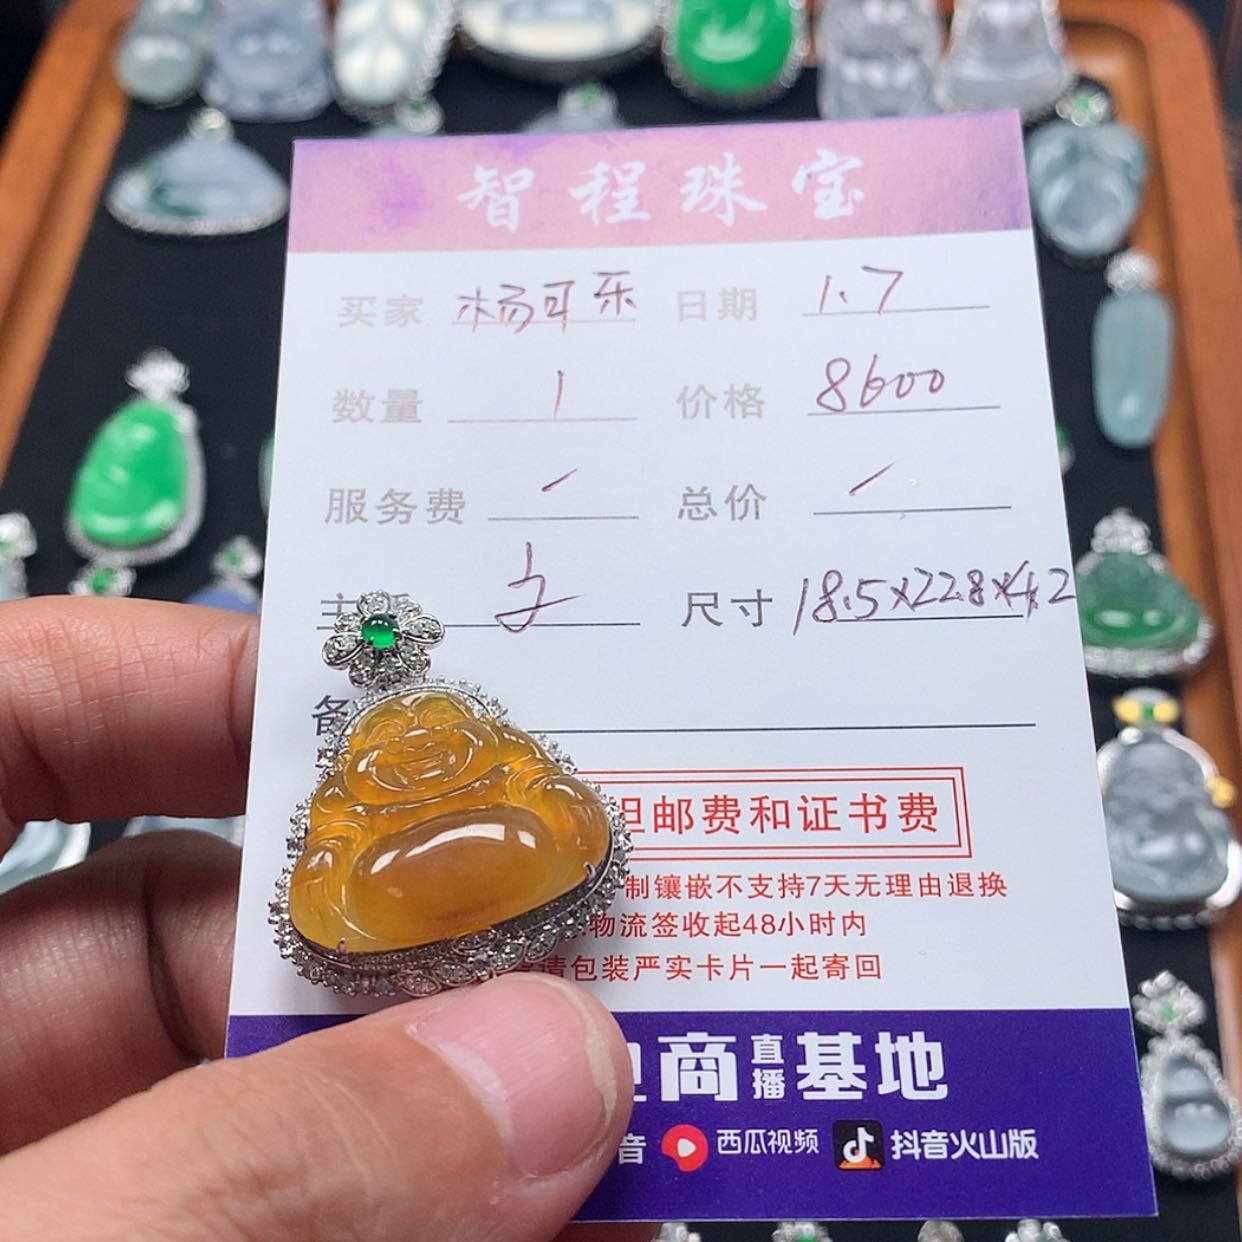 智程珠宝
买家 杨可乐 日期 1.7
数量 1 价格 8600
服务费 总价
主 尺寸 18.5x22.8x4.2
备
邮费和证书费
制镶嵌不支持7天无理由退换
物流签收起48小时内
请包装严实卡片一起寄回
商直播基地
音 西瓜视频 抖音火山版